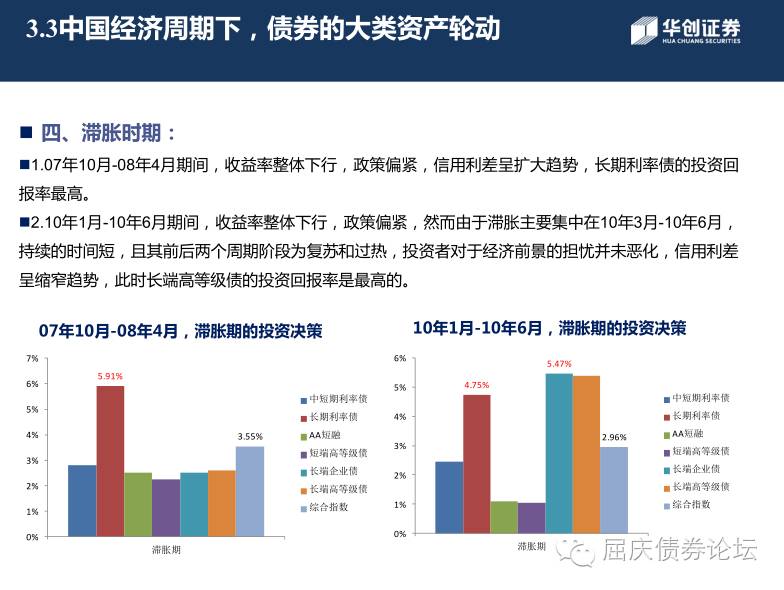 3.3中国经济周期下，债券的大类资产轮动
华创证券
HUA CHUANG SECURITIES
四、滞胀时期：
1.07年10月-08年4月期间，收益率整体下行，政策偏紧，信用利差呈扩大趋势，长期利率债的投资回
报率最高。
2.10年1月-10年6月期间，收益率整体下行，政策偏紧，然而由于滞胀主要集中在10年3月-10年6月，
持续的时间短，且其前后两个周期阶段为复苏和过热，投资者对于经济前景的担忧并未恶化，信用利差
呈缩窄趋势，此时长端高等级债的投资回报率是最高的。
07年10月-08年4月，滞胀期的投资决策
7%
6%
5%
4%
3%
2%
1%
0%
5.91%
3.55%
滞胀期
中短期利率债
长期利率债
AA短融
短端高等级债
长端企业债
长端高等级债
综合指数
10年1月-10年6月，滞胀期的投资决策
6%
5%
4%
3%
2%
1%
0%
4.75%
5.47%
2.96%
滞胀期
中短期利率债
长期利率债
AA短融
短端高等级债
长端企业债
长端高等级债
综合指数
屈庆债券论坛